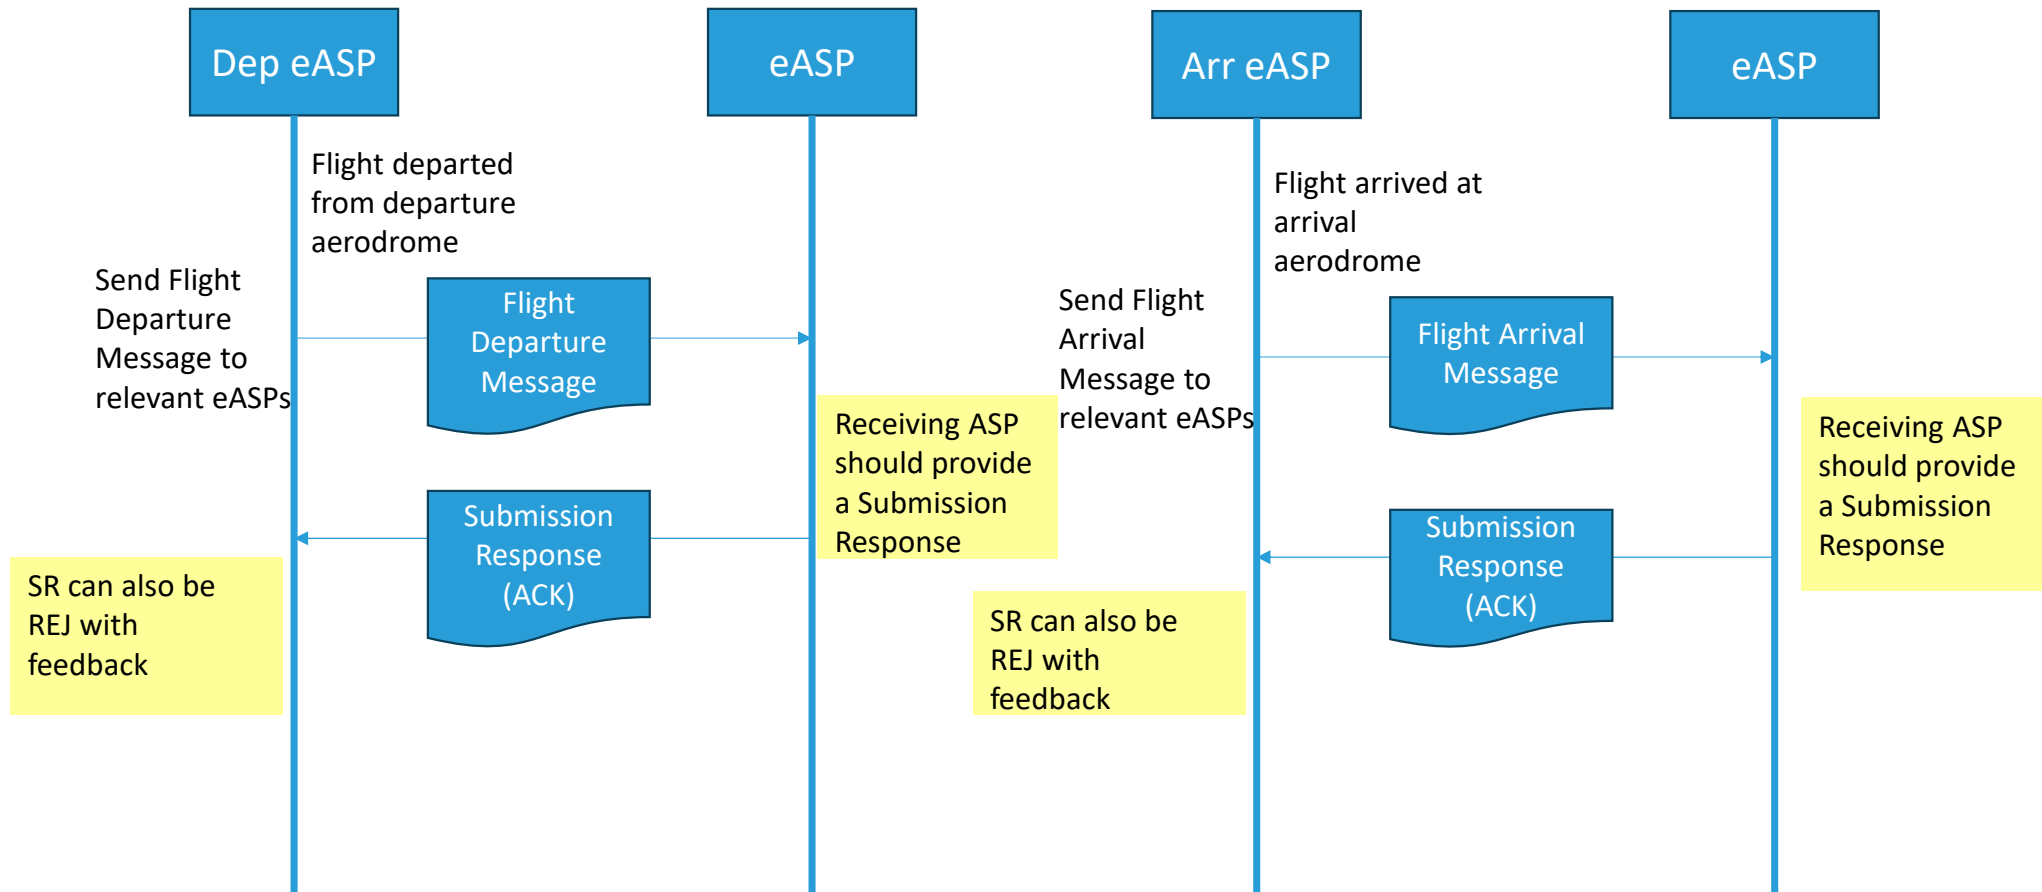 Dep eASP
eASP
Flight departed
from departure
aerodrome
Send Flight
Departure
Message to
relevant eASPs
Flight
Departure
Message
Receiving ASP
should provide
a Submission
Response
Submission
Response
(ACK)
SR can also be
REJ with
feedback
Arr eASP
eASP
Flight arrived at
arrival
aerodrome
Send Flight
Arrival
Message to
relevant eASPs
Flight Arrival
Message
Receiving ASP
should provide
a Submission
Response
Submission
Response
(ACK)
SR can also be
REJ with
feedback